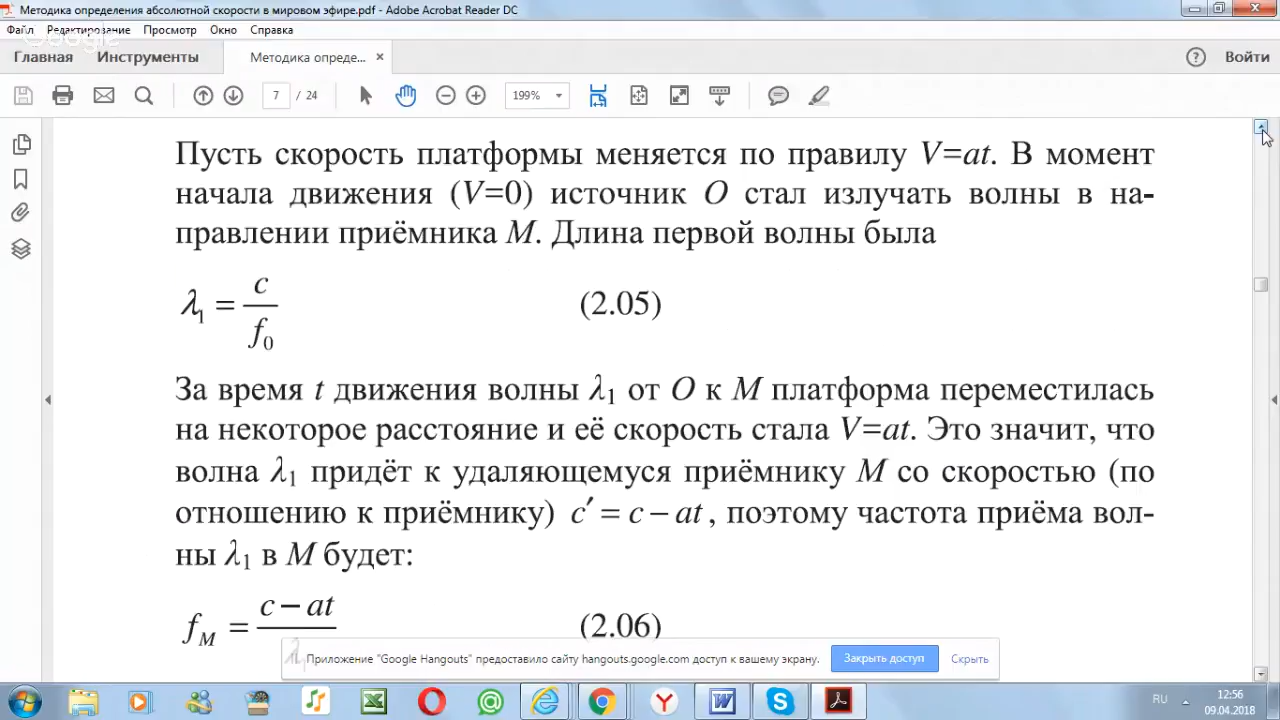 Методика определения абсолютной скорости в мировом эфире.pdf - Adobe Acrobat Reader DC
Файл Редактирование Просмотр Окно Справка
Google
Главная Инструменты Методика опреде... × Войти
7 / 24 199%
Пусть скорость платформы меняется по правилу V=at. В момент
начала движения (V=0) источник O стал излучать волны в на-
правлении приёмника M. Длина первой волны была
λ₁ = c / f₀ (2.05)
За время t движения волны λ₁ от O к M платформа переместилась
на некоторое расстояние и её скорость стала V=at. Это значит, что
волна λ₁ придёт к удаляющемуся приёмнику M со скоростью (по
отношению к приёмнику) c′ = c − at, поэтому частота приёма вол-
ны λ₁ в M будет:
f_M = c − at / λ₁ (2.06)
Приложение "Google Hangouts" предоставило сайту hangouts.google.com доступ к вашему экрану. Закрыть доступ Скрыть
RU 12:56
09.04.2018